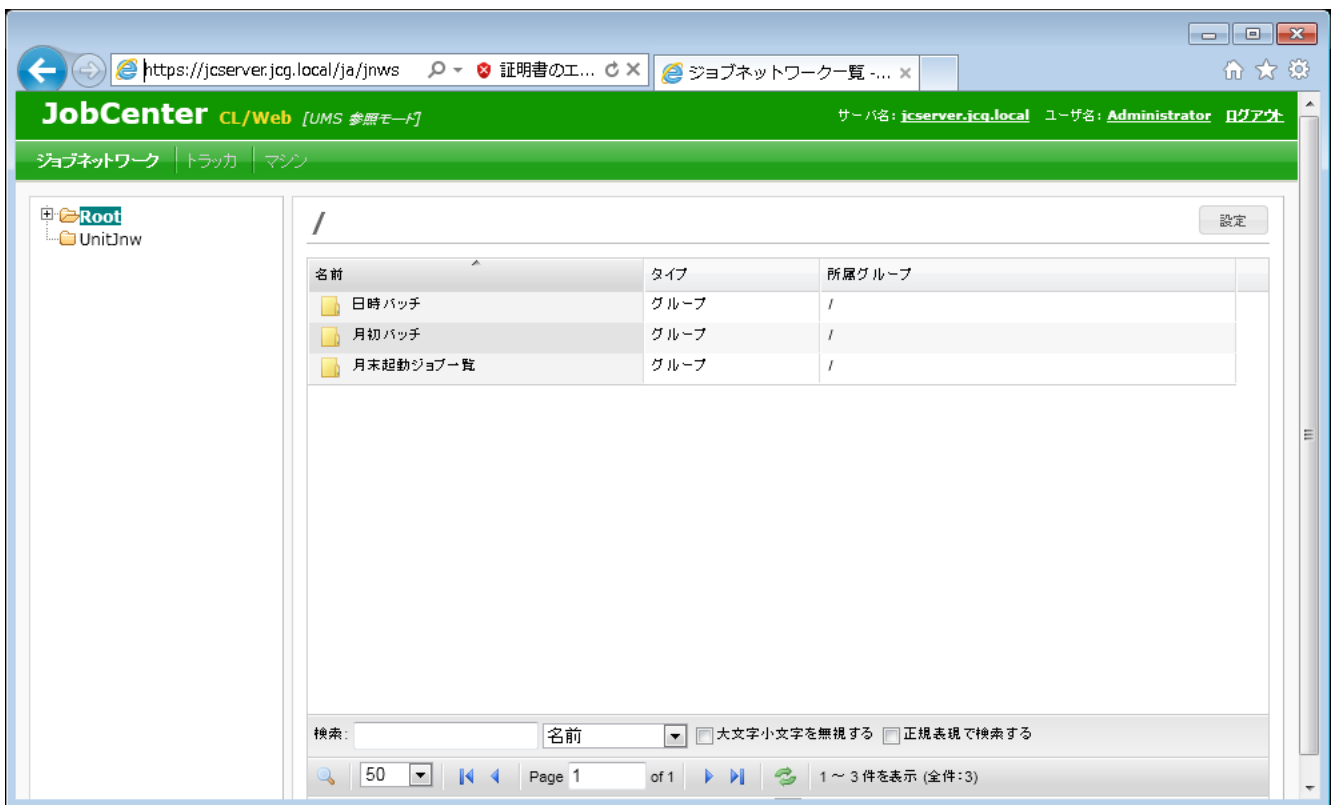 https://jcserver.jcg.local/ja/jnws 証明書のエ... ジョブネットワーク一覧 -...
JobCenter CL/Web [UMS 参照モード] サーバ名: jcserver.jcg.local ユーザ名: Administrator ログアウト
ジョブネットワーク トラッカ マシン
Root
UnitJnw
/ 設定
名前 タイプ 所属グループ
日時バッチ グループ /
月初バッチ グループ /
月末起動ジョブ一覧 グループ /
検索: 名前 大文字小文字を無視する 正規表現で検索する
50 Page 1 of 1 1 ~ 3 件を表示 (全件:3)